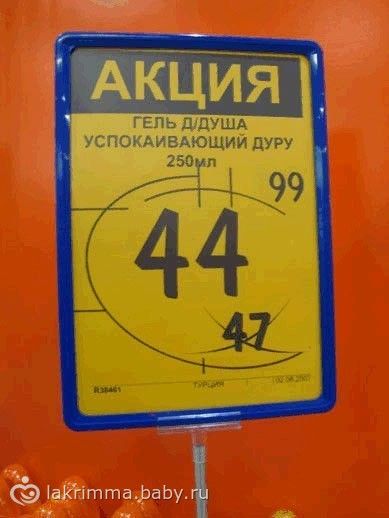 АКЦИЯ
ГЕЛЬ Д/ДУША
УСПОКАИВАЮЩИЙ ДУРУ
250мл
99
44
47
R38461 ТУРЦИЯ
lakrimma.baby.ru